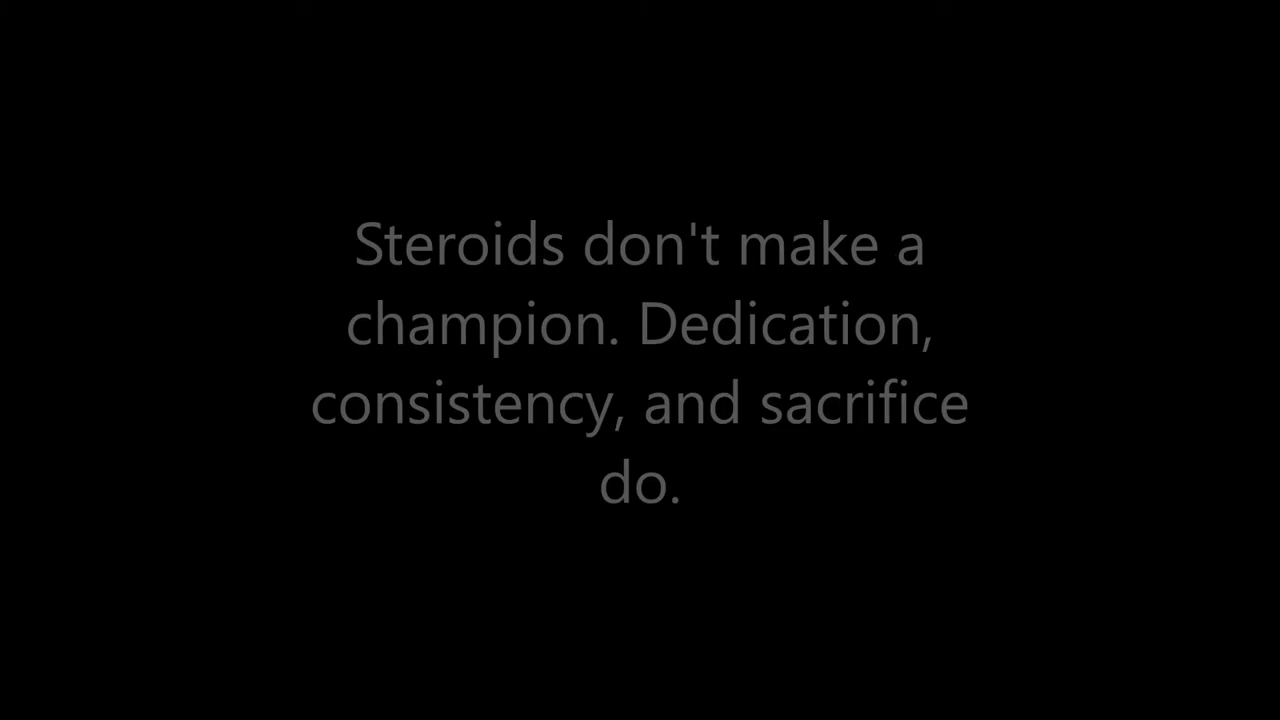 Steroids don't make a
champion. Dedication,
consistency, and sacrifice
do.